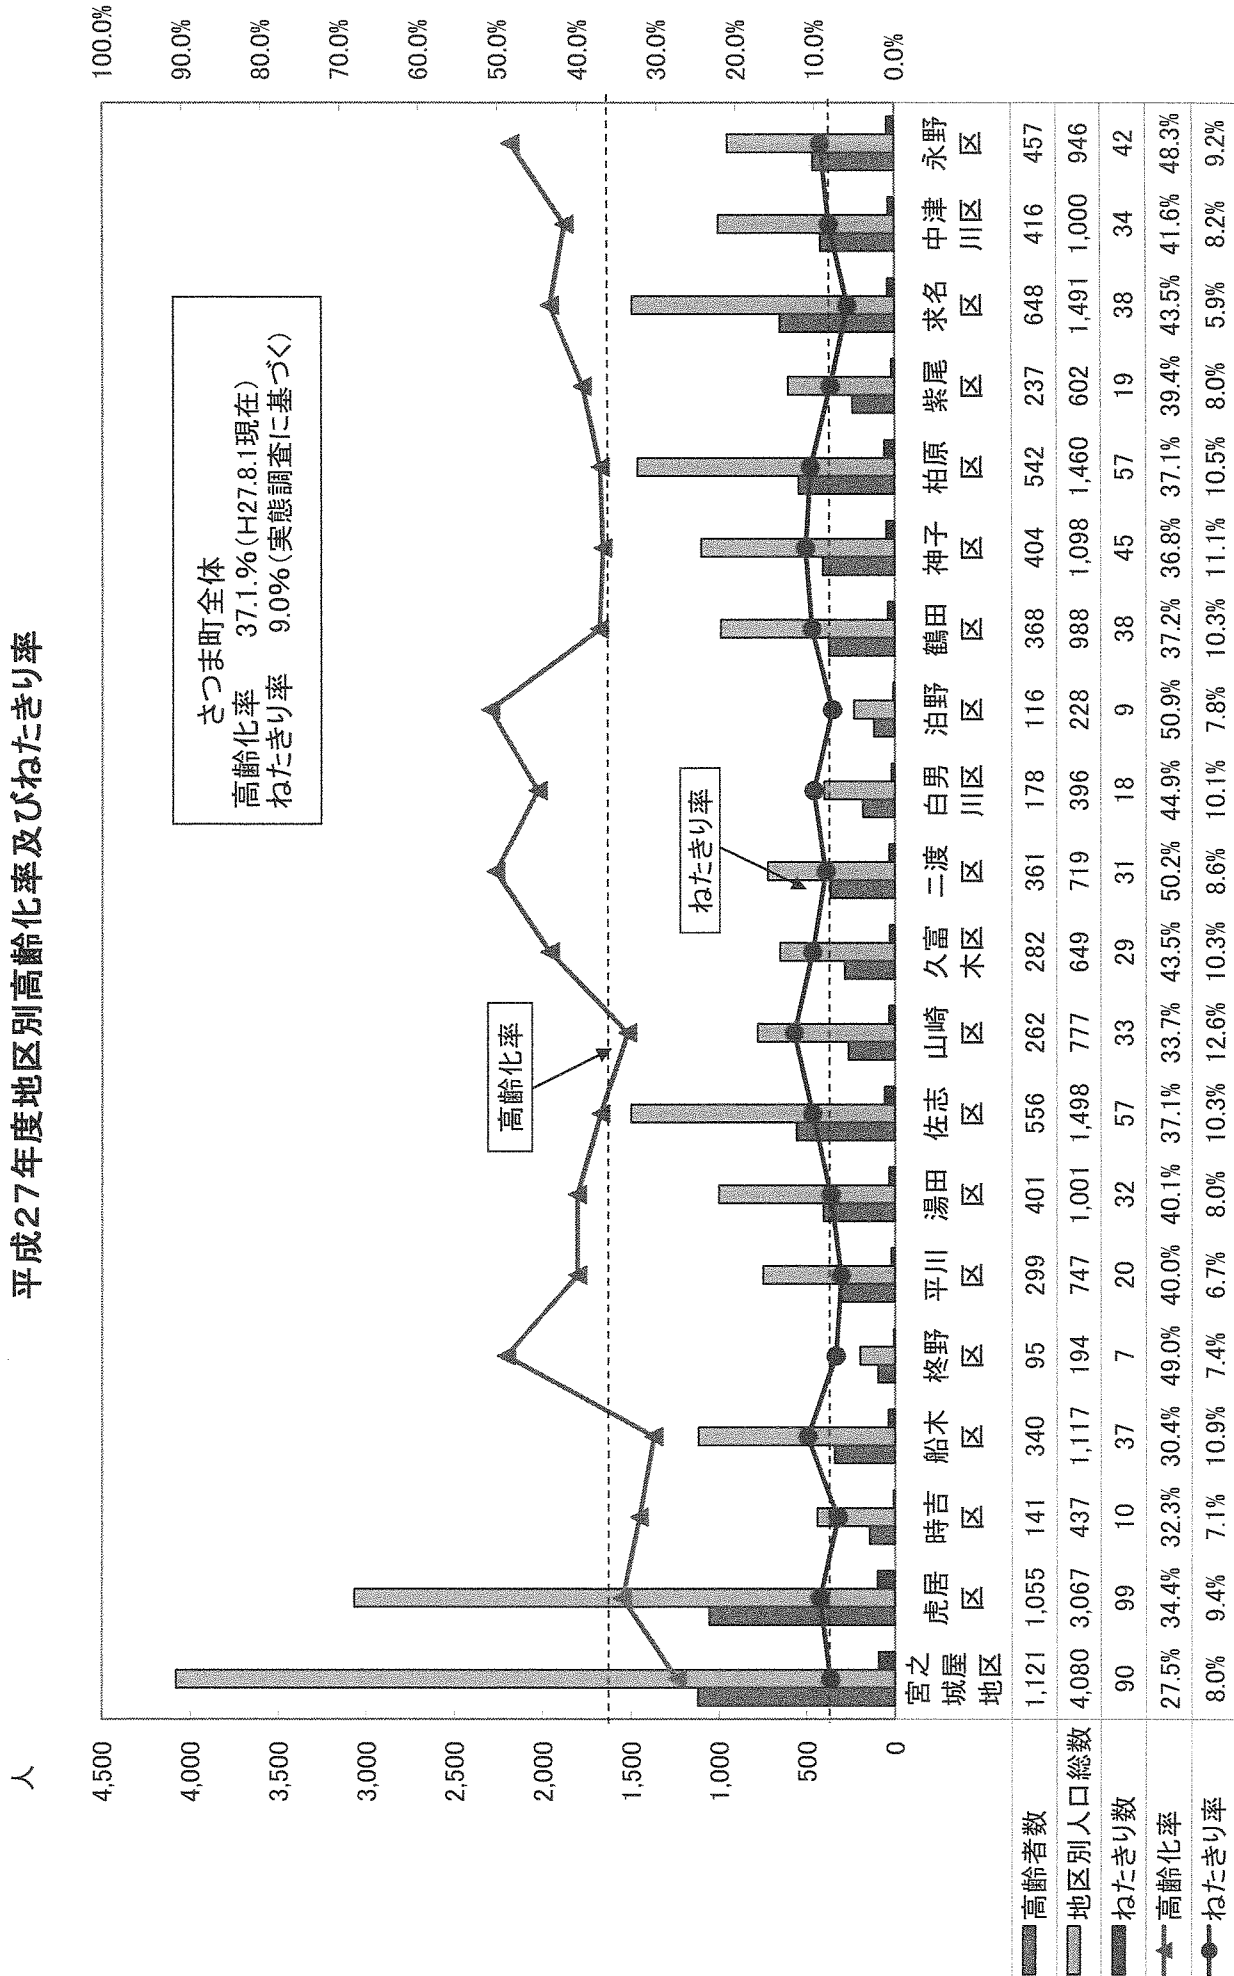 平成27年度地区別高齢化率及びねたきり率
人
4,500
4,000
3,500
3,000
2,500
2,000
1,500
1,000
500
0
100.0%
90.0%
80.0%
70.0%
60.0%
50.0%
40.0%
30.0%
20.0%
10.0%
0.0%
さつま町全体
高齢化率 37.1.%(H27.8.1現在)
ねたきり率 9.0%(実態調査に基づく)
高齢化率
ねたきり率
宮之城屋地区 虎居区 時吉区 船木区 柊野区 平川区 湯田区 佐志区 山崎区 久富木区 二渡区 白男川区 泊野区 鶴田区 神子区 柏原区 紫尾区 求名区 中津川区 永野区
高齢者数 1,121 1,055 141 340 95 299 401 556 262 282 361 178 116 368 404 542 237 648 416 457
地区別人口総数 4,080 3,067 437 1,117 194 747 1,001 1,498 777 649 719 396 228 988 1,098 1,460 602 1,491 1,000 946
ねたきり数 90 99 10 37 7 20 32 57 33 29 31 18 9 38 45 57 19 38 34 42
高齢化率 27.5% 34.4% 32.3% 30.4% 49.0% 40.0% 40.1% 37.1% 33.7% 43.5% 50.2% 44.9% 50.9% 37.2% 36.8% 37.1% 39.4% 43.5% 41.6% 48.3%
ねたきり率 8.0% 9.4% 7.1% 10.9% 7.4% 6.7% 8.0% 10.3% 12.6% 10.3% 8.6% 10.1% 7.8% 10.3% 11.1% 10.5% 8.0% 5.9% 8.2% 9.2%